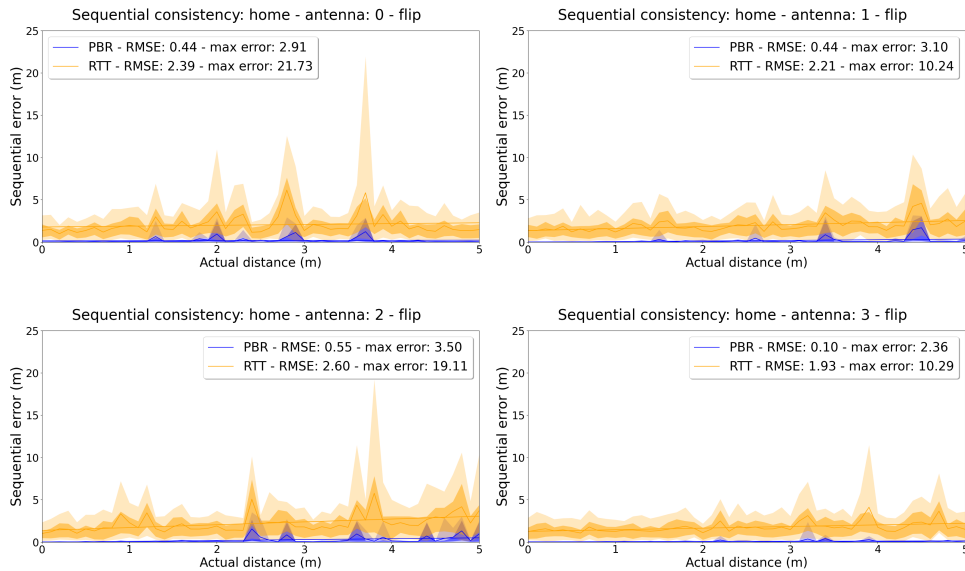 Sequential consistency: home - antenna: 0 - flip
PBR - RMSE: 0.44 - max error: 2.91
RTT - RMSE: 2.39 - max error: 21.73
Sequential error (m)
25
20
15
10
5
0
0 1 2 3 4 5
Actual distance (m)
Sequential consistency: home - antenna: 1 - flip
PBR - RMSE: 0.44 - max error: 3.10
RTT - RMSE: 2.21 - max error: 10.24
Sequential error (m)
25
20
15
10
5
0
0 1 2 3 4 5
Actual distance (m)
Sequential consistency: home - antenna: 2 - flip
PBR - RMSE: 0.55 - max error: 3.50
RTT - RMSE: 2.60 - max error: 19.11
Sequential error (m)
25
20
15
10
5
0
0 1 2 3 4 5
Actual distance (m)
Sequential consistency: home - antenna: 3 - flip
PBR - RMSE: 0.10 - max error: 2.36
RTT - RMSE: 1.93 - max error: 10.29
Sequential error (m)
25
20
15
10
5
0
0 1 2 3 4 5
Actual distance (m)